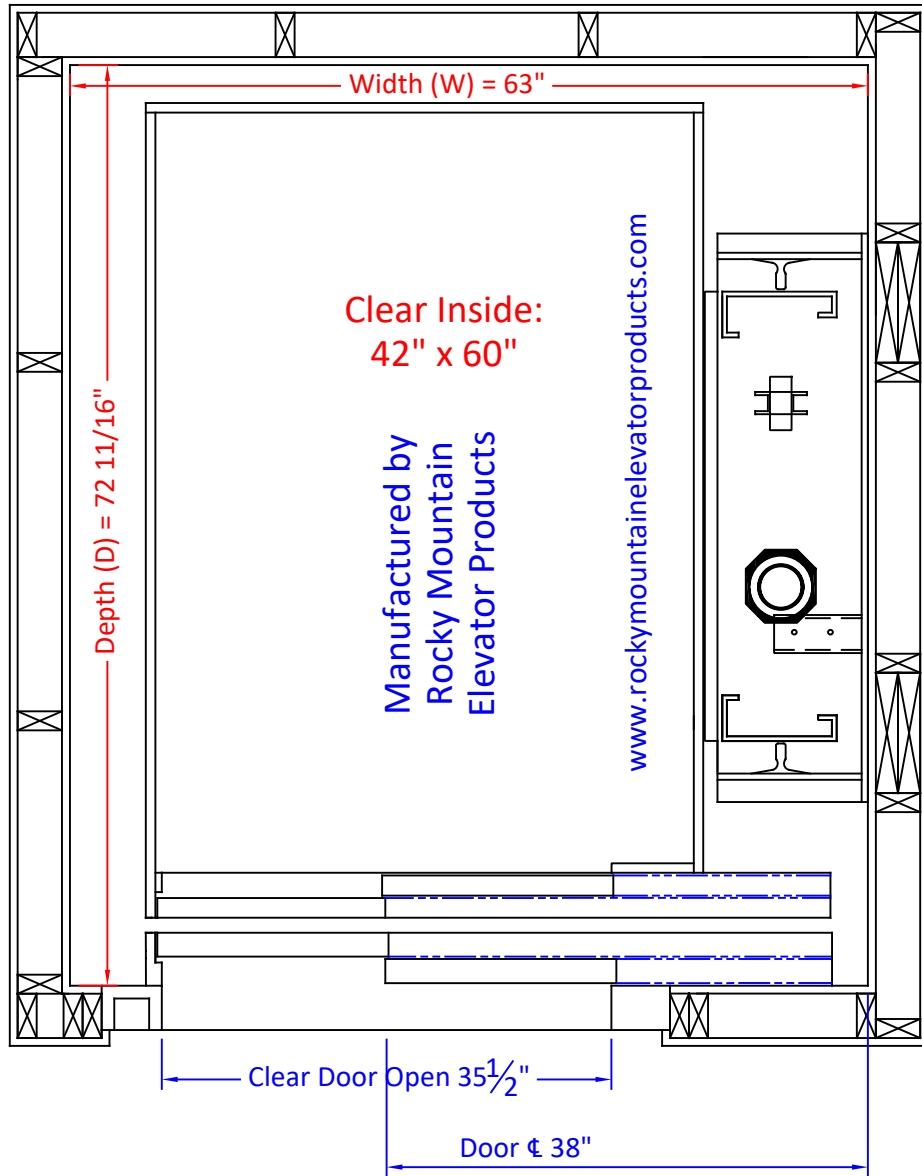 Width (W) = 63"
Depth (D) = 72 11/16"
Clear Inside:
42" x 60"
Manufactured by
Rocky Mountain
Elevator Products
www.rockymountainelevatorproducts.com
Clear Door Open 35½"
Door ℄ 38"